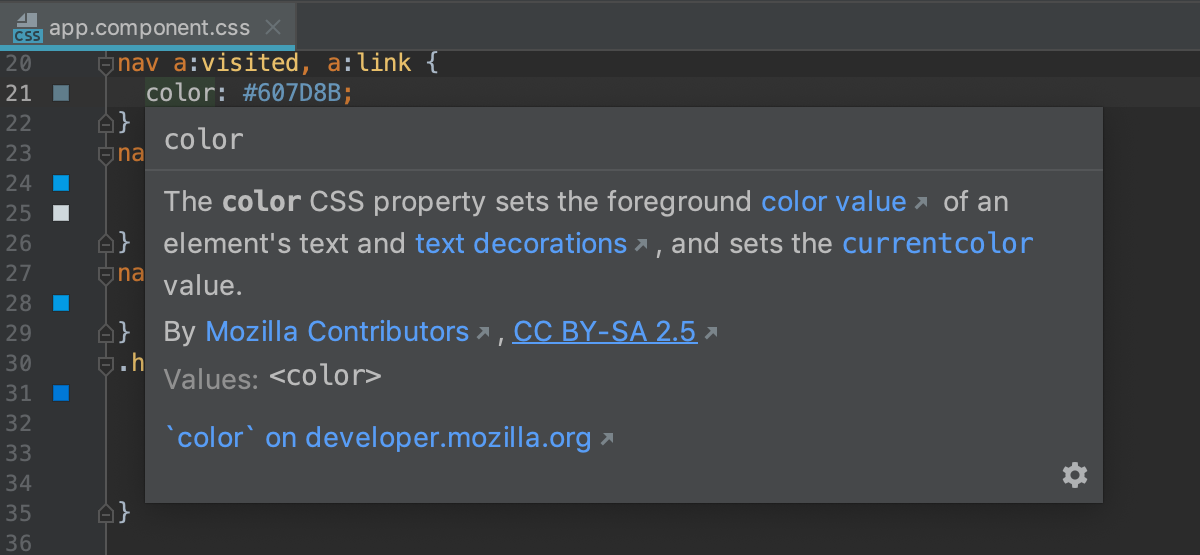 CSS app.component.css
20 nav a:visited, a:link {
21 color: #607D8B;
22 }
color
23 na
The color CSS property sets the foreground color value of an
24
25
element's text and text decorations, and sets the currentcolor
26 }
27 na
value.
28
By Mozilla Contributors, CC BY-SA 2.5
29 }
30 .h
Values: <color>
31
32
`color` on developer.mozilla.org
33
34
35 }
36